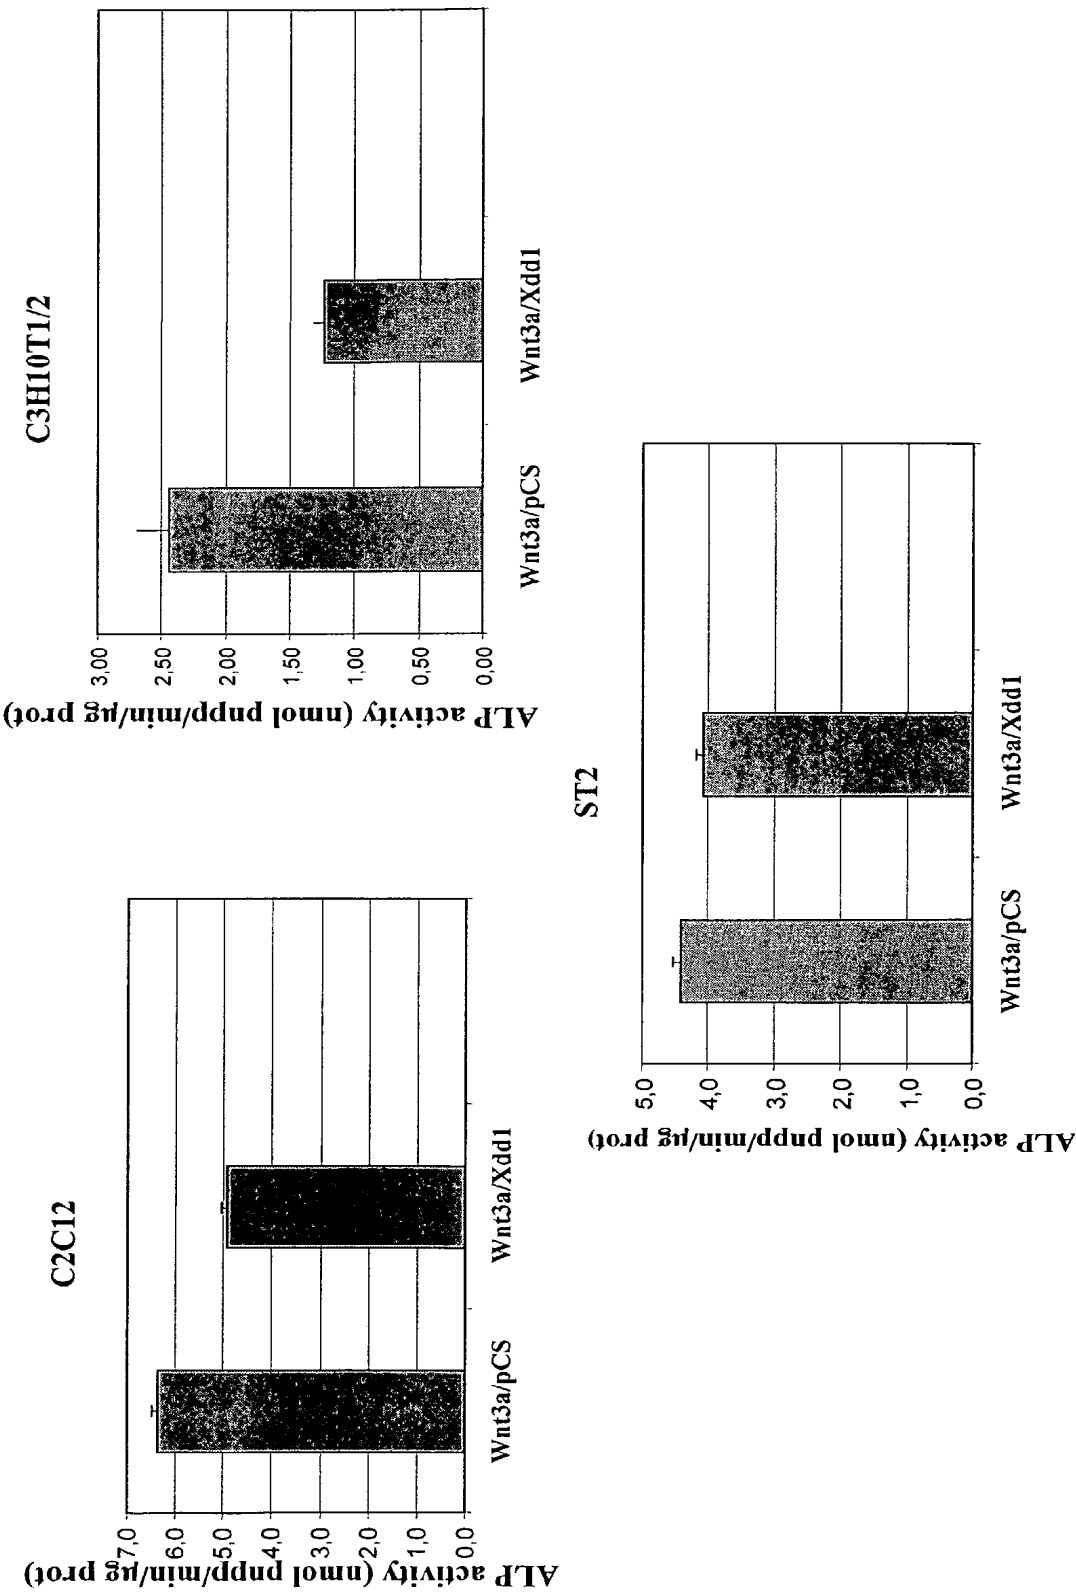 C2C12
ALP activity (nmol pnpp/min/µg prot)
7,0
6,0
5,0
4,0
3,0
2,0
1,0
0,0
Wnt3a/pCS
Wnt3a/Xdd1
C3H10T1/2
ALP activity (nmol pnpp/min/µg prot)
3,00
2,50
2,00
1,50
1,00
0,50
0,00
Wnt3a/pCS
Wnt3a/Xdd1
ST2
ALP activity (nmol pnpp/min/µg prot)
5,0
4,0
3,0
2,0
1,0
0,0
Wnt3a/pCS
Wnt3a/Xdd1